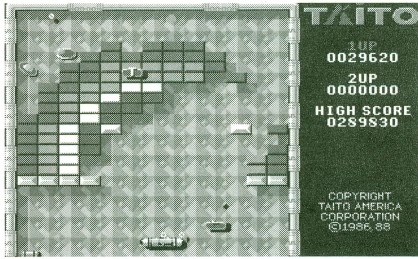 TAITO
1UP
0029620
2UP
0000000
HIGH SCORE
0289830
COPYRIGHT
TAITO AMERICA
CORPORATION
©1986,88